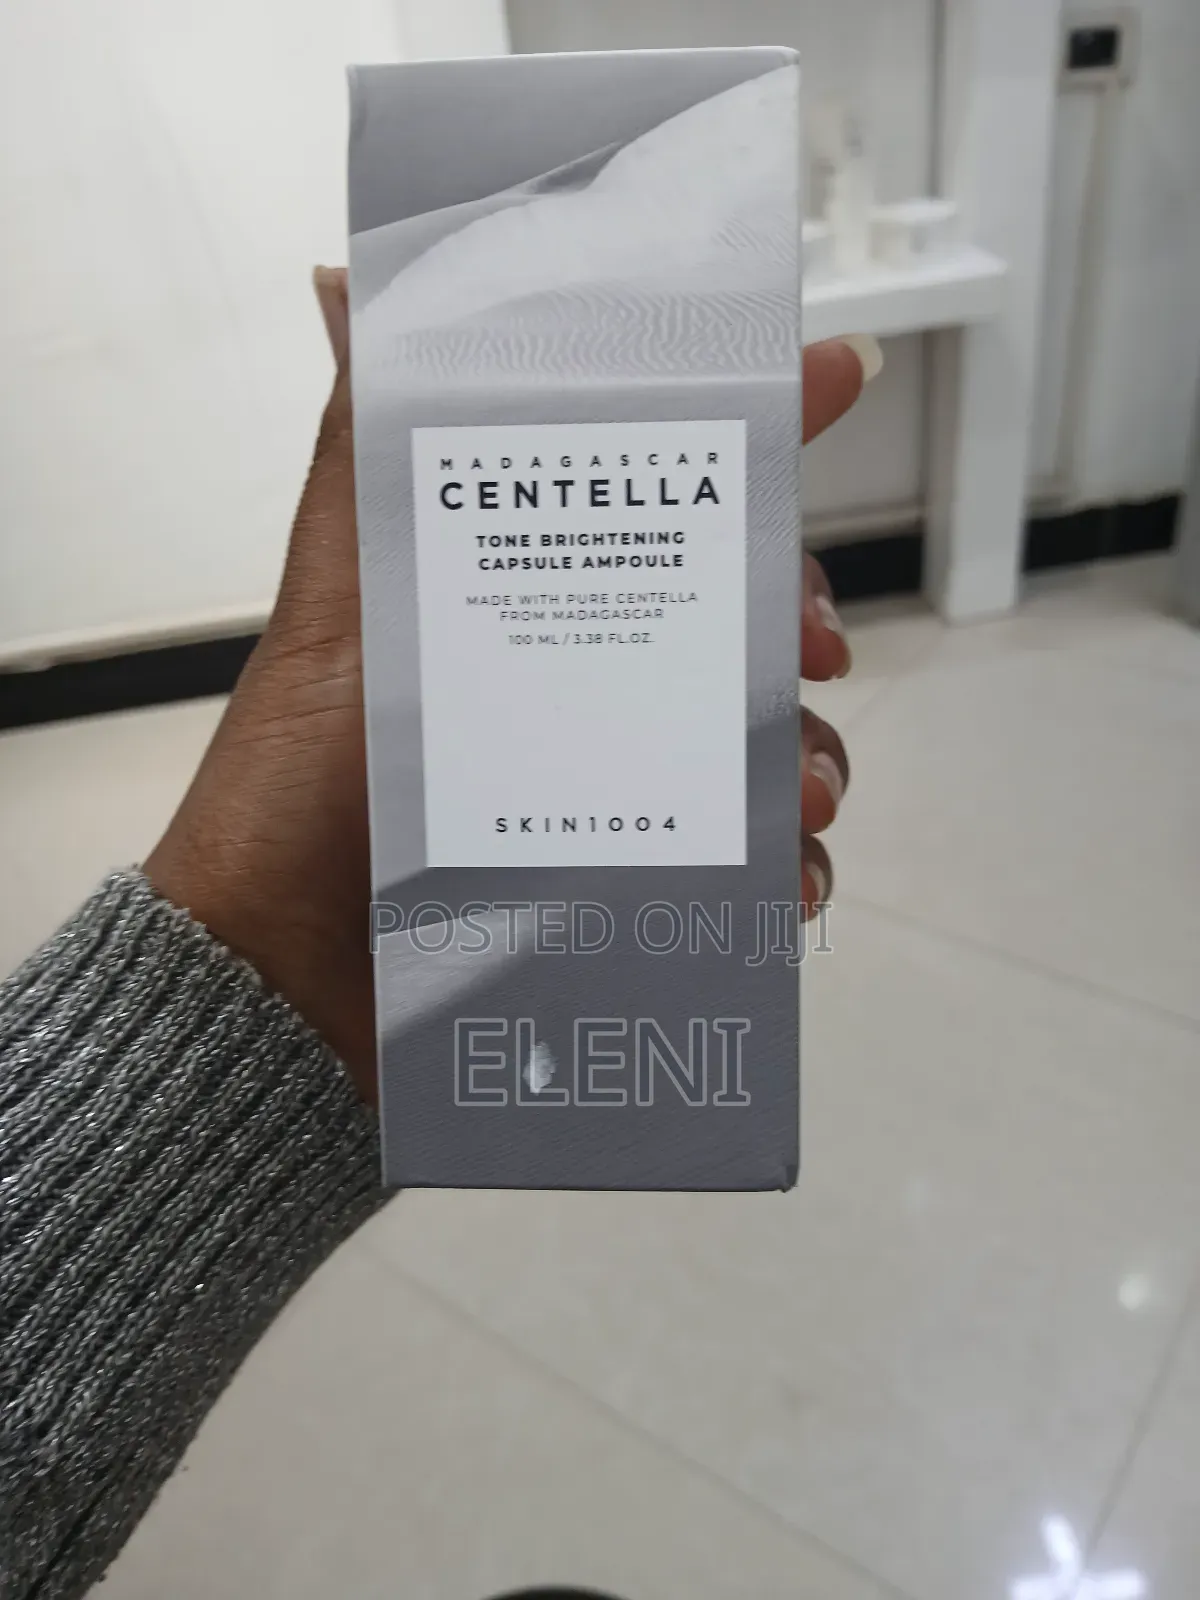 MADAGASCAR
CENTELLA
TONE BRIGHTENING
CAPSULE AMPOULE
MADE WITH PURE CENTELLA
FROM MADAGASCAR
100 ML / 3.38 FL.OZ.
SKIN1004
POSTED ON JIJI
ELENI